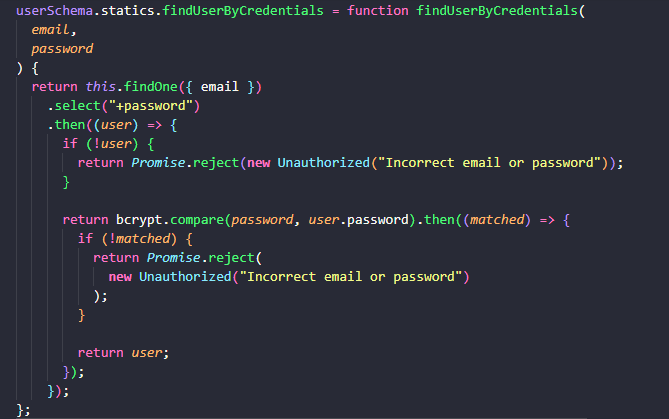 userSchema.statics.findUserByCredentials = function findUserByCredentials(
  email,
  password
) {
  return this.findOne({ email })
    .select("+password")
    .then((user) => {
      if (!user) {
        return Promise.reject(new Unauthorized("Incorrect email or password"));
      }

      return bcrypt.compare(password, user.password).then((matched) => {
        if (!matched) {
          return Promise.reject(
            new Unauthorized("Incorrect email or password")
          );
        }

        return user;
      });
    });
};